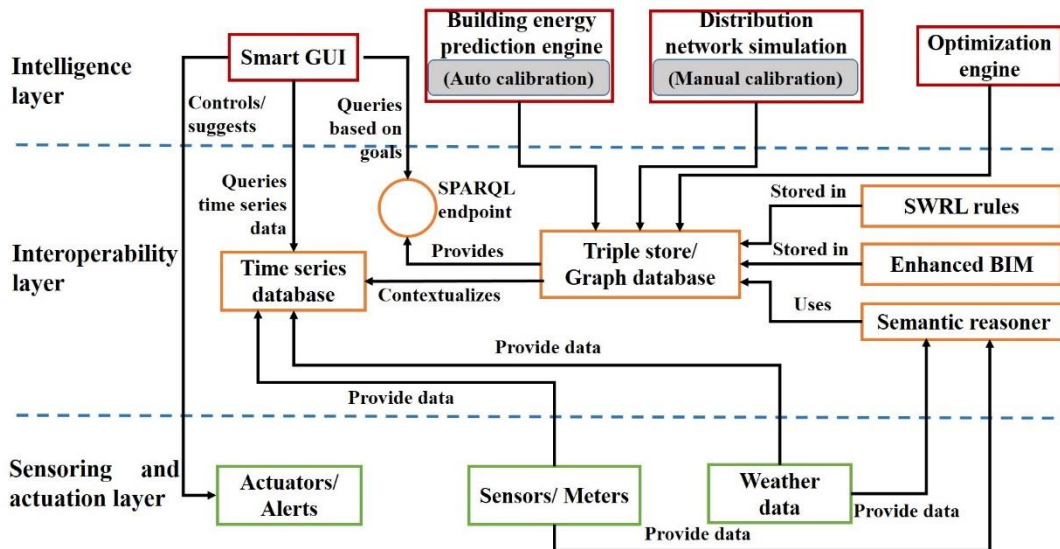 Intelligence
layer
Smart GUI
Building energy
prediction engine
(Auto calibration)
Distribution
network simulation
(Manual calibration)
Optimization
engine
Controls/
suggests
Queries
based on
goals
Queries
time series
data
SPARQL
endpoint
Stored in
SWRL rules
Interoperability
layer
Time series
database
Provides
Contextualizes
Triple store/
Graph database
Stored in
Enhanced BIM
Uses
Semantic reasoner
Provide data
Provide data
Sensoring and
actuation layer
Actuators/
Alerts
Sensors/ Meters
Weather
data
Provide data
Provide data